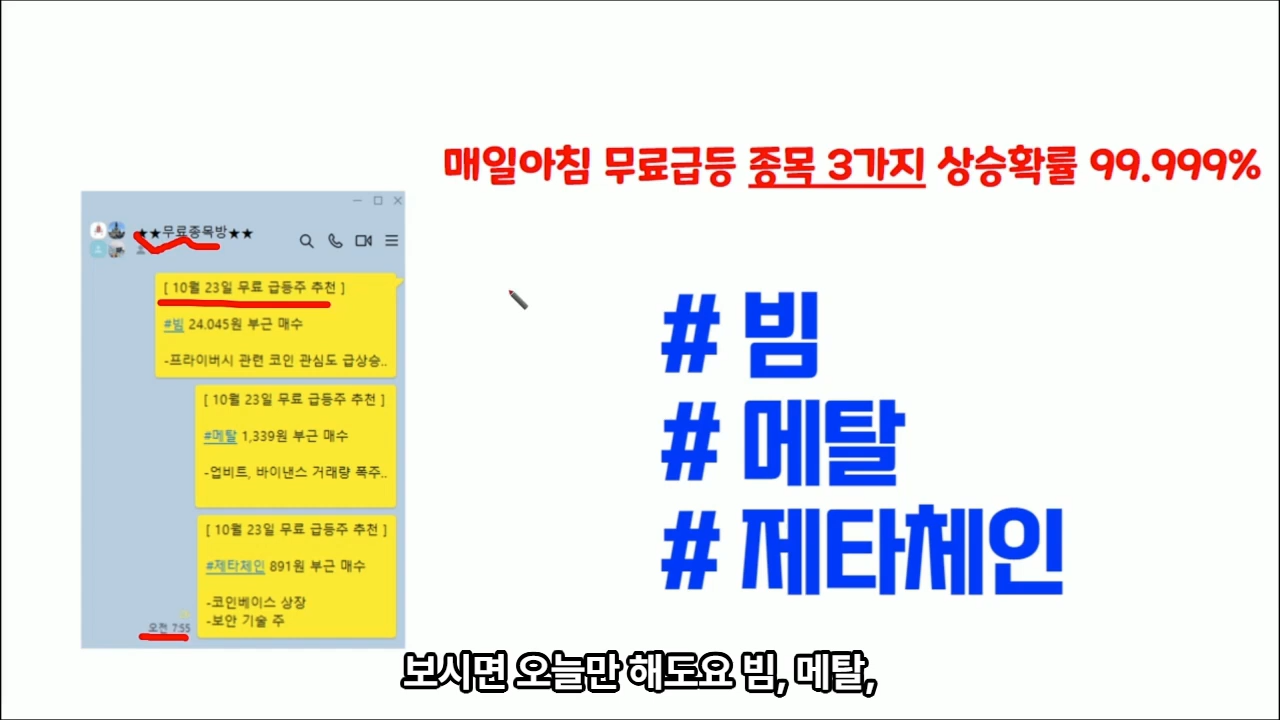 매일아침 무료급등 종목 3가지 상승확률 99.999%
★★무료종목방★★
[ 10월 23일 무료 급등주 추천 ]
#빔 24.045원 부근 매수
-프라이버시 관련 코인 관심도 급상승..
[ 10월 23일 무료 급등주 추천 ]
#메탈 1,339원 부근 매수
-업비트, 바이낸스 거래량 폭주..
[ 10월 23일 무료 급등주 추천 ]
#제타체인 891원 부근 매수
-코인베이스 상장
-보안 기술 주
오전 7:55
# 빔
# 메탈
# 제타체인
보시면 오늘만 해도요 빔, 메탈,